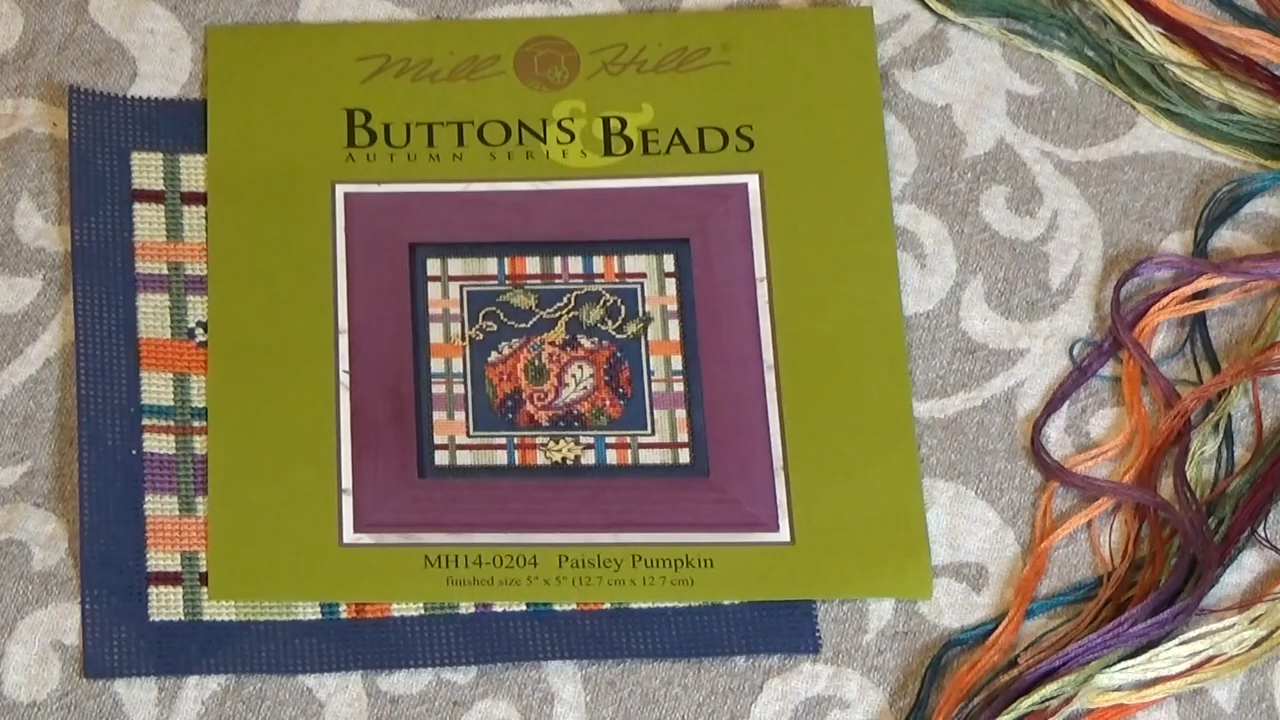 Mill Hill
BUTTONS & BEADS
AUTUMN SERIES
MH14-0204 Paisley Pumpkin
finished size 5" x 5" (12.7 cm x 12.7 cm)